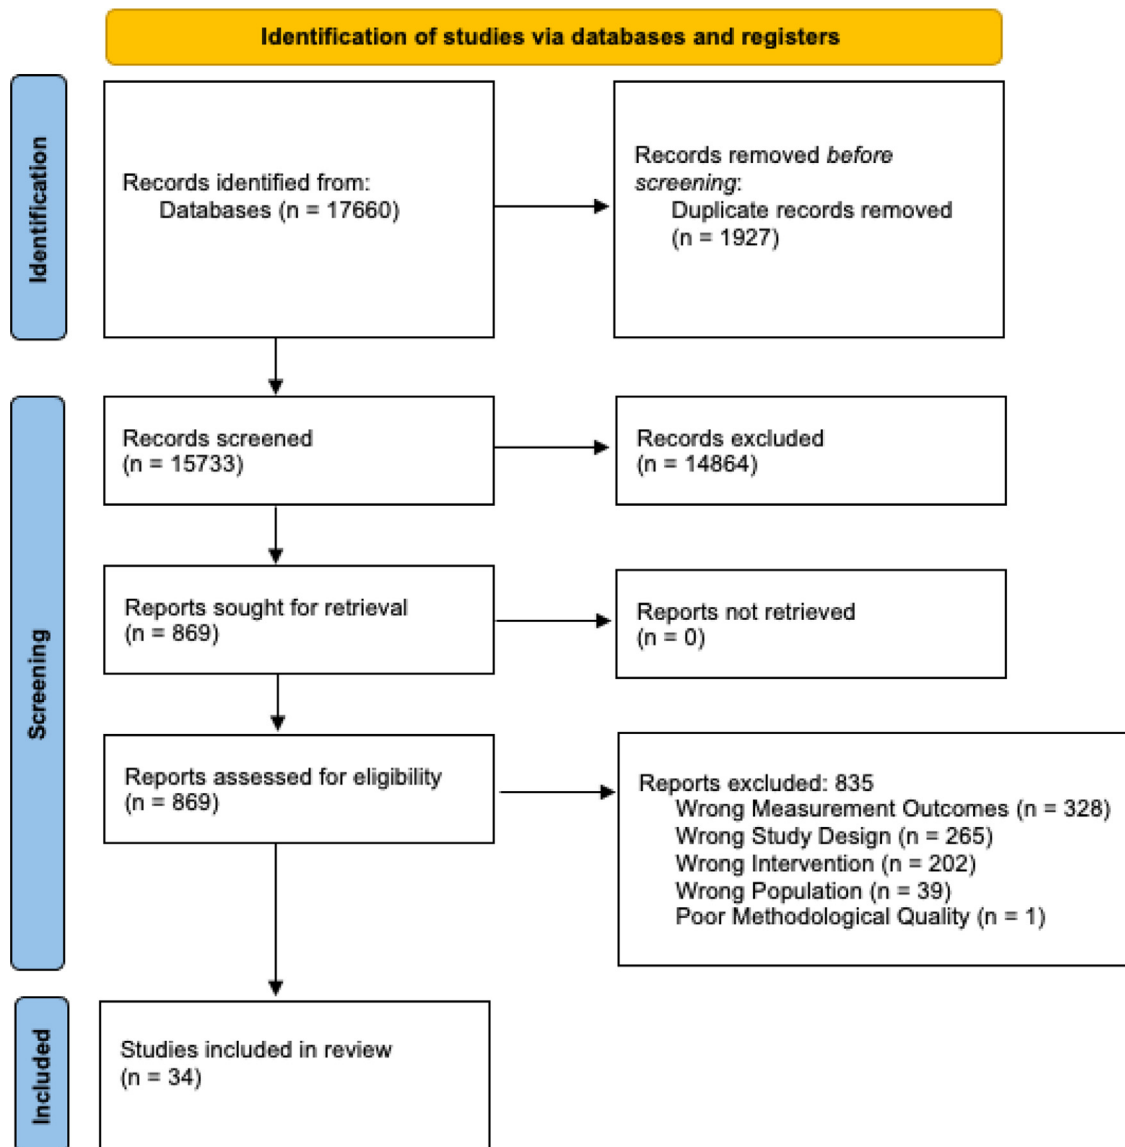 Identification of studies via databases and registers
Identification
Records identified from:
Databases (n = 17660)
Records removed before
screening:
Duplicate records removed
(n = 1927)
Screening
Records screened
(n = 15733)
Records excluded
(n = 14864)
Reports sought for retrieval
(n = 869)
Reports not retrieved
(n = 0)
Reports assessed for eligibility
(n = 869)
Reports excluded: 835
Wrong Measurement Outcomes (n = 328)
Wrong Study Design (n = 265)
Wrong Intervention (n = 202)
Wrong Population (n = 39)
Poor Methodological Quality (n = 1)
Included
Studies included in review
(n = 34)